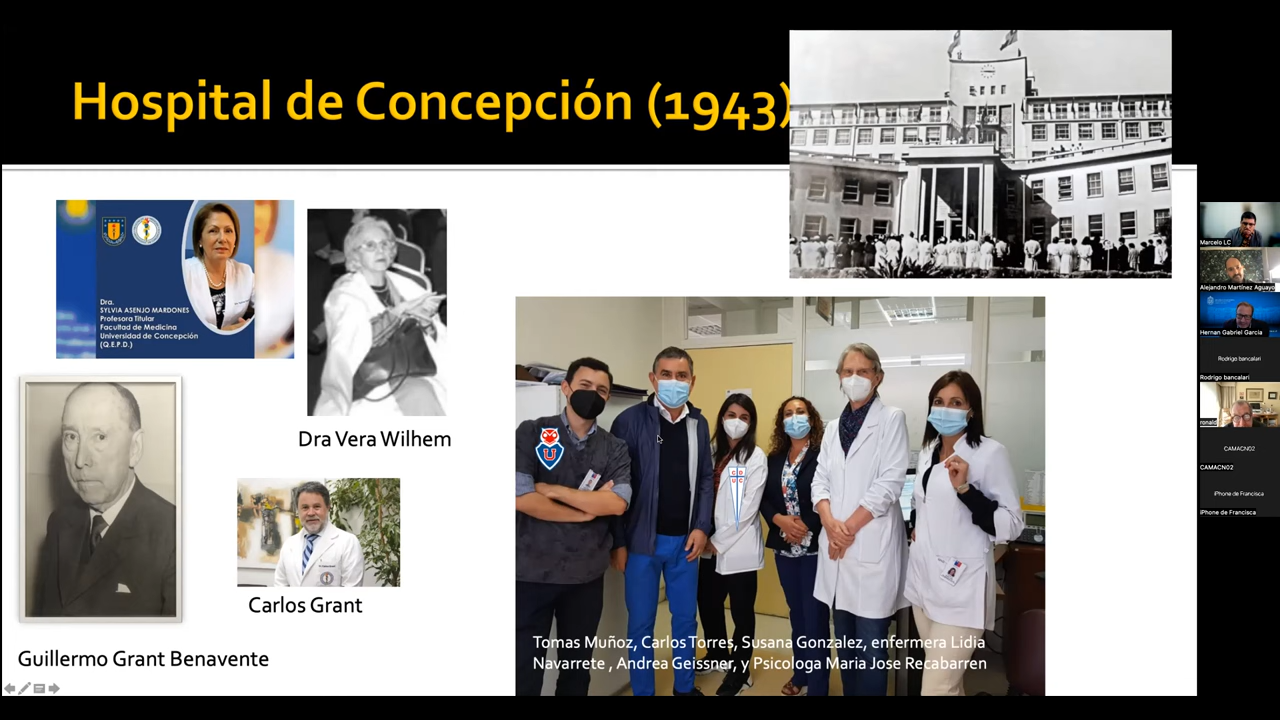 Hospital de Concepción (1943)
Dra.
SYLVIA ASENJO MARDONES
Profesora Titular
Facultad de Medicina
Universidad de Concepción
(Q.E.P.D.)
Dra Vera Wilhem
Carlos Grant
Guillermo Grant Benavente
U
C D
U C
Tomas Muñoz, Carlos Torres, Susana Gonzalez, enfermera Lidia
Navarrete , Andrea Geissner, y Psicologa Maria Jose Recabarren
Marcelo LC
Alejandro Martínez Aguayo
Hernan Gabriel Garcia
Rodrigo bancalari
Rodrigo bancalari
ronald
CAMACN02
CAMACN02
iPhone de Francisca
iPhone de Francisca